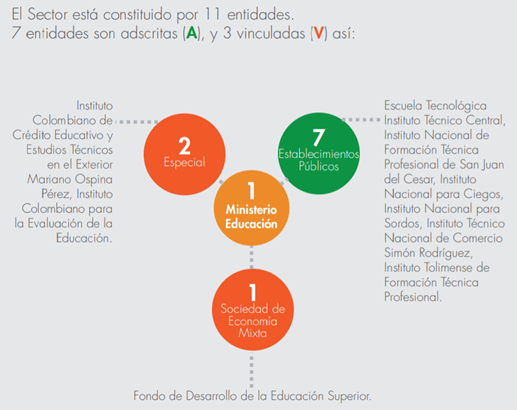 El Sector está constituido por 11 entidades.
7 entidades son adscritas (A), y 3 vinculadas (V) así:
Instituto
Colombiano de
Crédito Educativo y
Estudios Técnicos
en el Exterior
Mariano Ospina
Pérez, Instituto
Colombiano para
la Evaluación de la
Educación.
2
Especial
7
Establecimientos
Públicos
1
Ministerio
Educación
1
Sociedad de
Economía
Mixta
Escuela Tecnológica
Instituto Técnico Central,
Instituto Nacional de
Formación Técnica
Profesional de San Juan
del Cesar, Instituto
Nacional para Ciegos,
Instituto Nacional para
Sordos, Instituto Técnico
Nacional de Comercio
Simón Rodríguez,
Instituto Tolimense de
Formación Técnica
Profesional.
Fondo de Desarrollo de la Educación Superior.